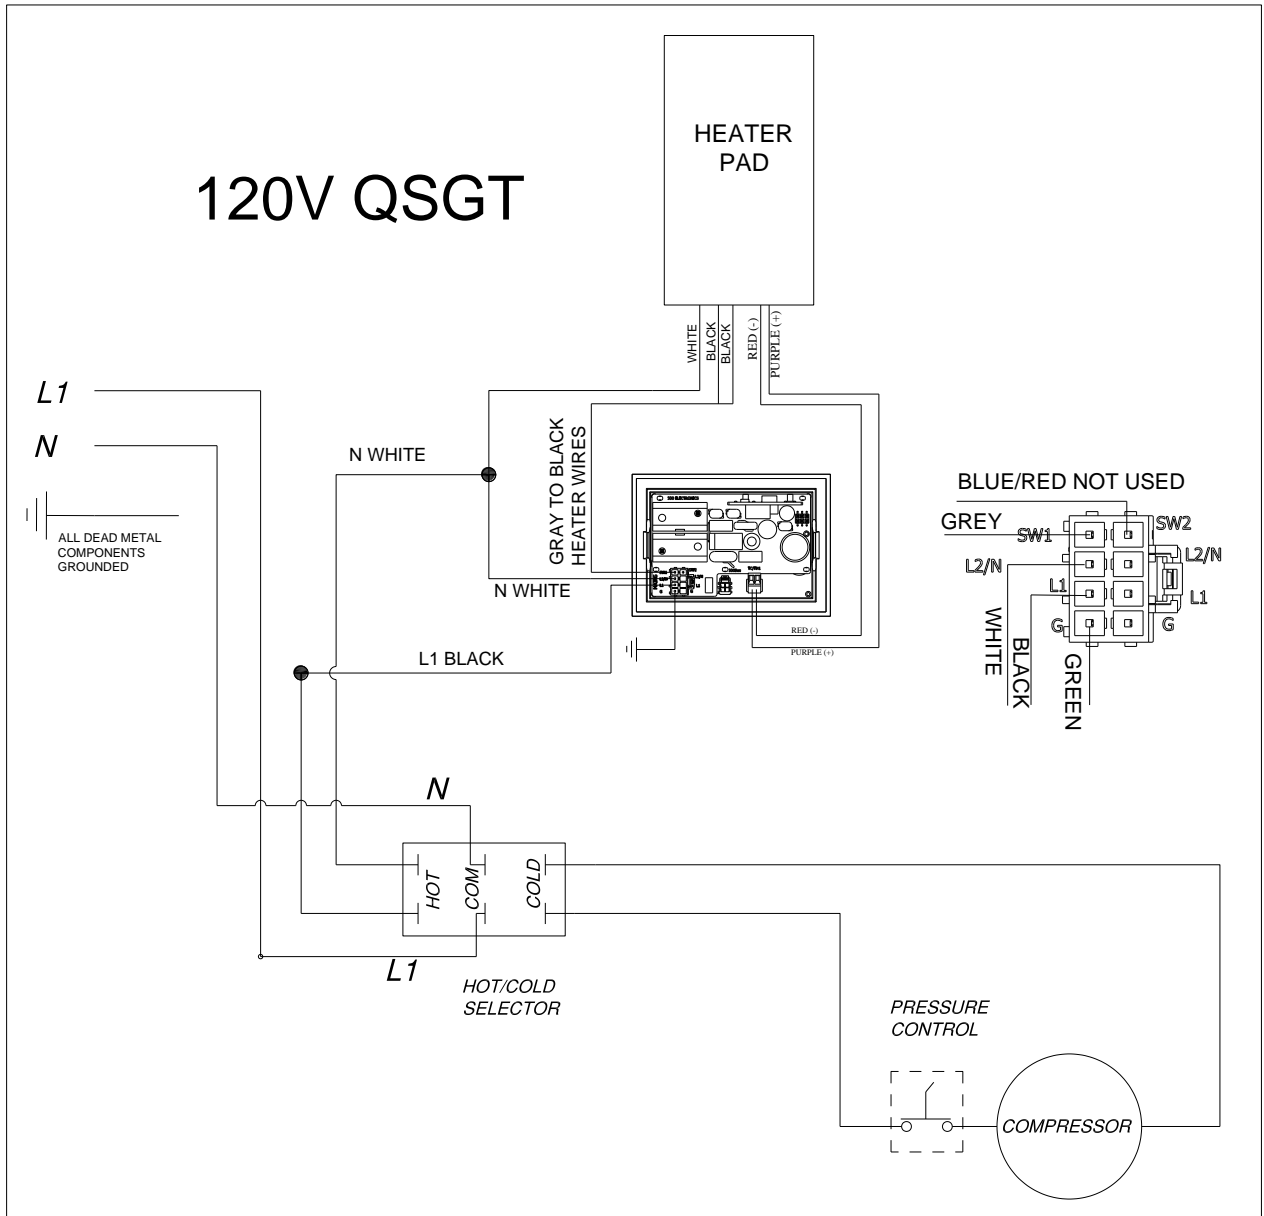 HEATER
PAD
120V QSGT
WHITE
BLACK
BLACK
RED (-)
PURPLE (+)
L1
N
N WHITE
GRAY TO BLACK
HEATER WIRES
ALL DEAD METAL
COMPONENTS
GROUNDED
N WHITE
RED (-)
PURPLE (+)
L1 BLACK
BLUE/RED NOT USED
GREY
SW1
SW2
L2/N
L2/N
L1
L1
G
G
WHITE
BLACK
GREEN
N
HOT
COM
COLD
L1
HOT/COLD
SELECTOR
PRESSURE
CONTROL
COMPRESSOR